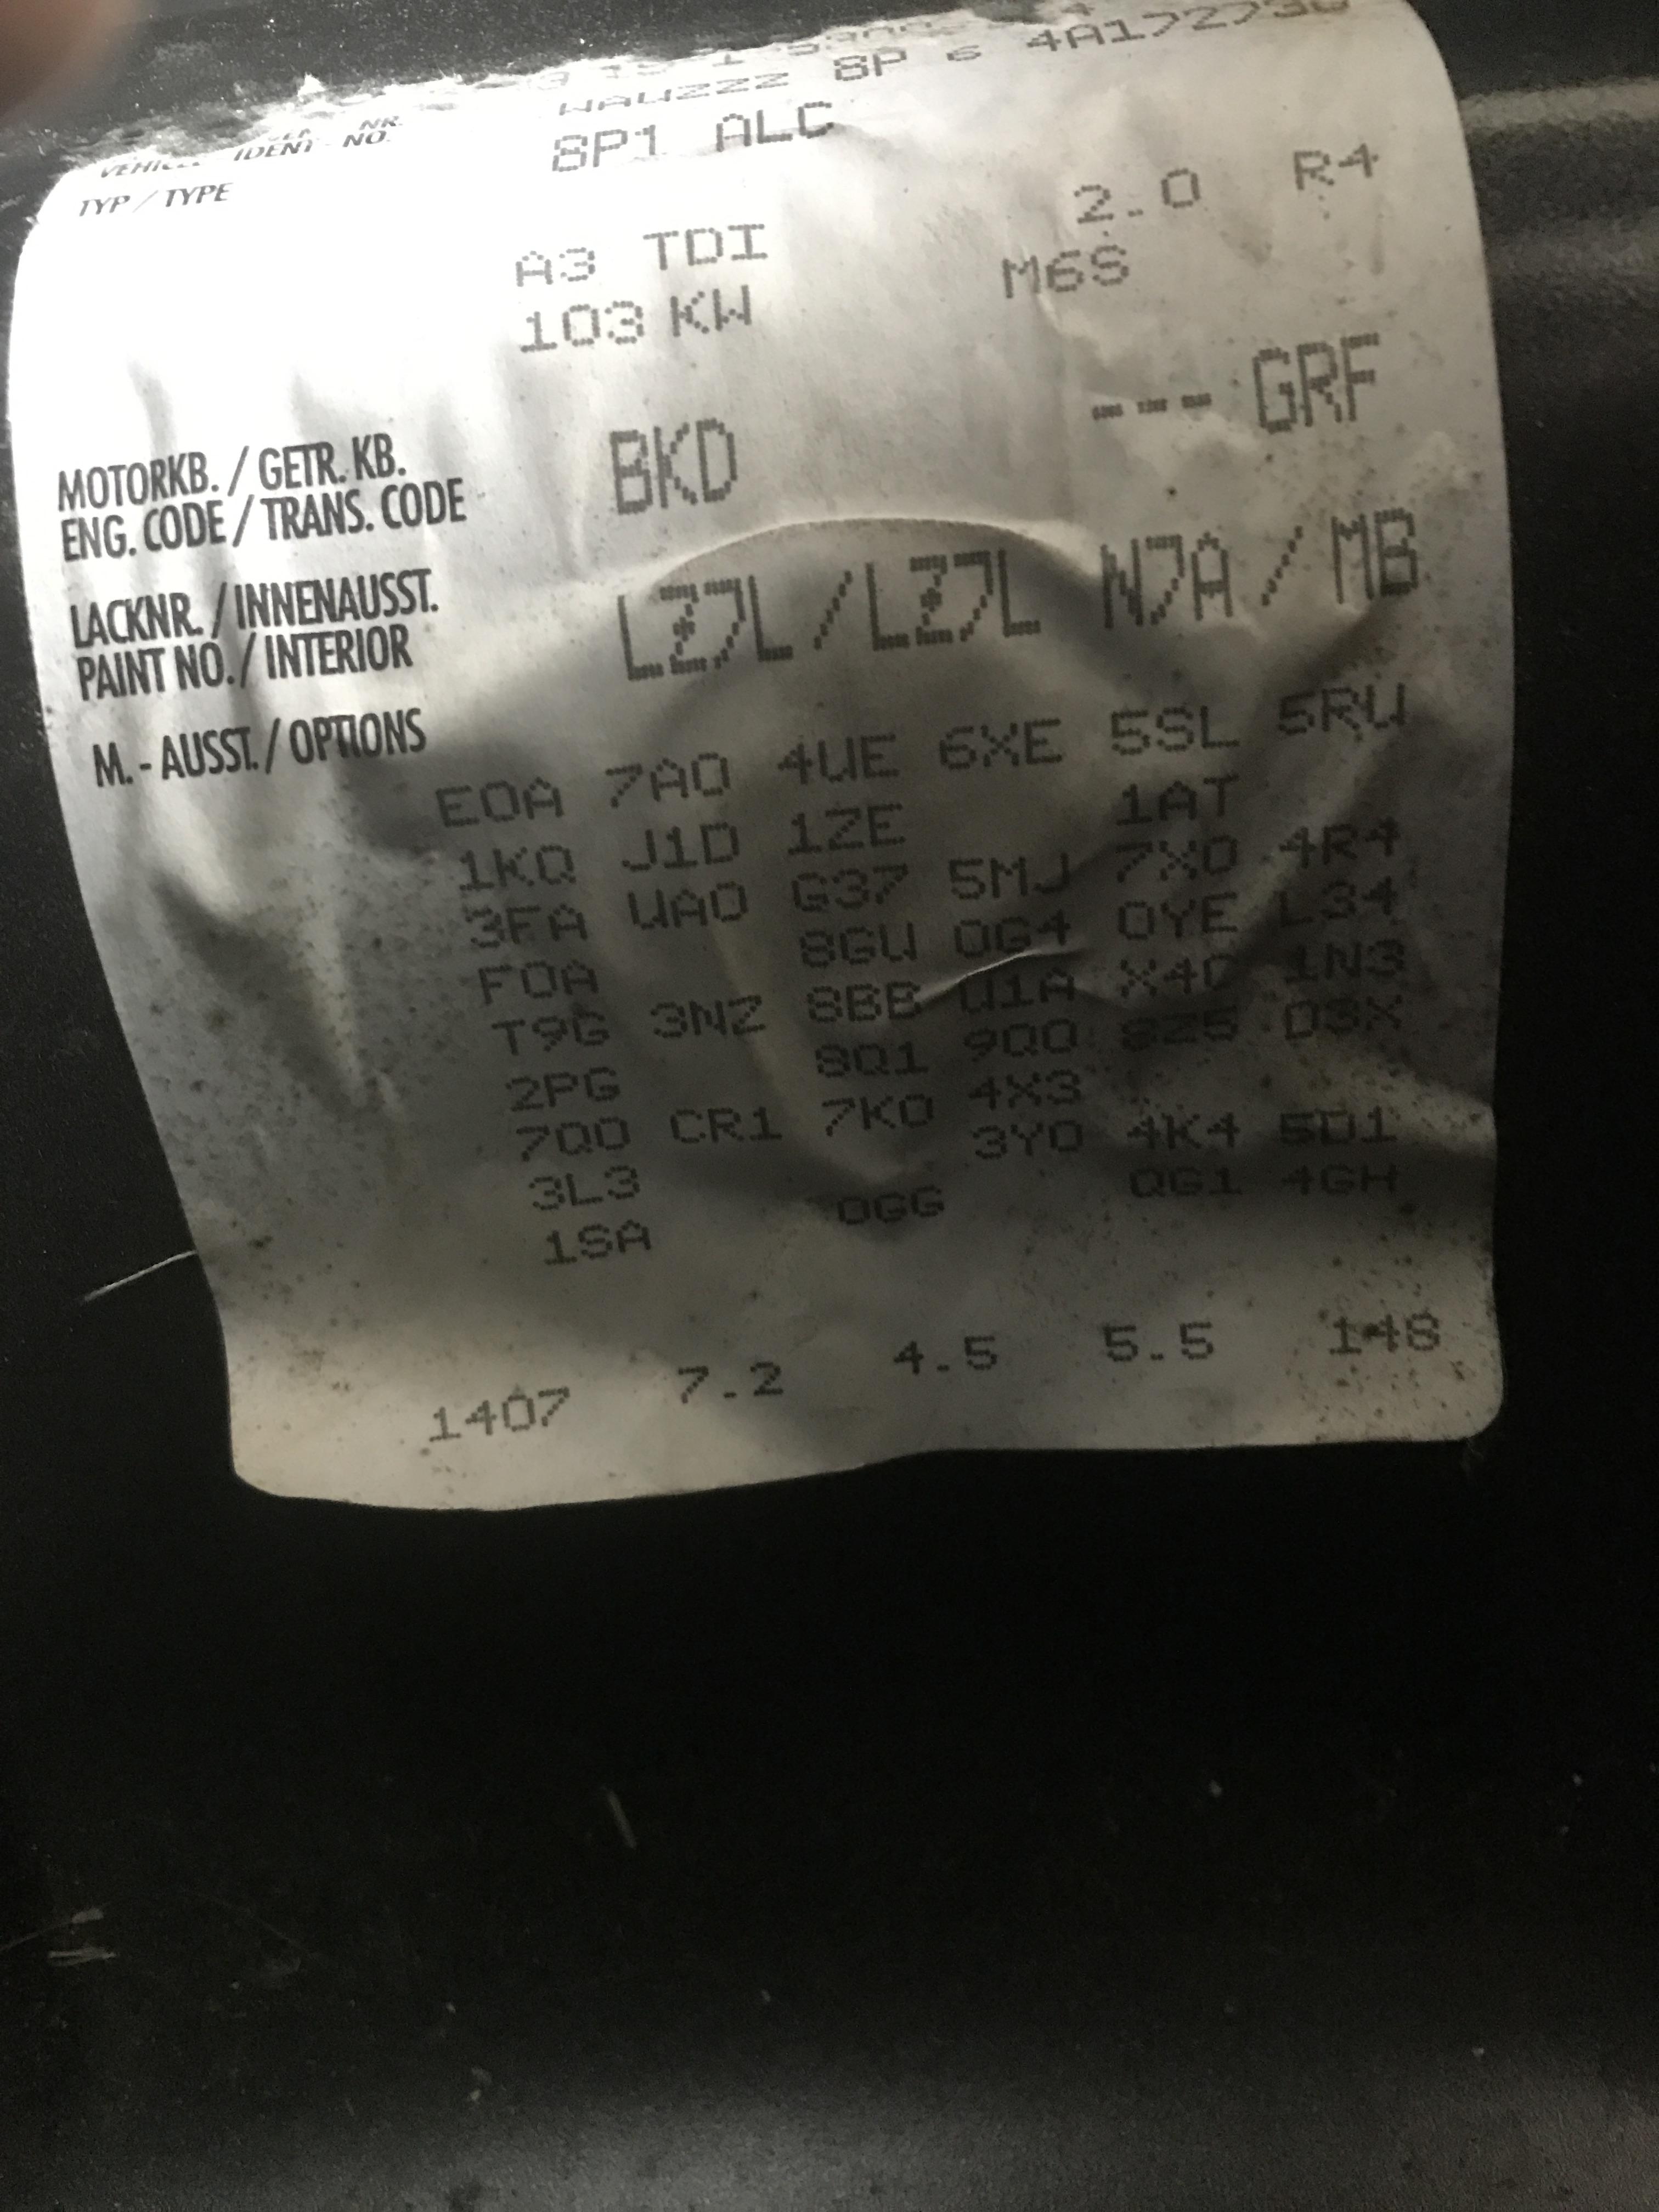 WAUZZZ 8P 6 4A172730
VEHICLE IDENT - NO.
TYP / TYPE 8P1 ALC
A3 TDI 2.0 R4
103 KW M6S
MOTORKB. / GETR. KB.
ENG. CODE / TRANS. CODE BKD --- GRF
LACKNR. / INNENAUSST.
PAINT NO. / INTERIOR LZ7L / LZ7L N7A / MB
M. - AUSST. / OPTIONS
E0A 7A0 4UE 6XE 5SL 5RU
1KQ J1D 1ZE 1AT
3FA UA0 G37 5MJ 7X0 4R4
F0A 8GU 0G4 0YE L34
T9G 3NZ 8BB U1A X4D 1N3
2PG 8Q1 9Q0 8Z5 D3X
7Q0 CR1 7K0 4X3
3L3 3Y0 4K4 5D1
1SA 0GG QG1 4GH
1407 7.2 4.5 5.5 148